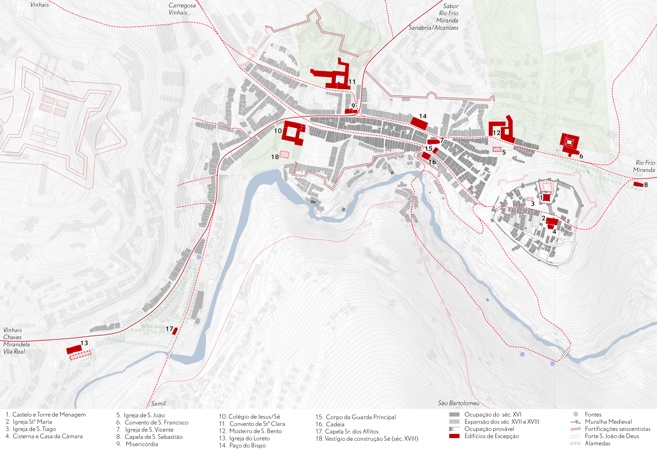 Vinhais
Carregosa
Vinhais
Sabor
Rio Frio
Miranda
Sanabria/Alcanizes
11
9
14
10
12
7
15
16
18
5
6
Rio Frio
Miranda
8
3
1
2
4
17
Vinhais
Chaves
Mirandela
Vila Real
13
Samil
São Bartolomeu
1. Castelo e Torre de Menagem
2. Igreja Stª Maria
3. Igreja de S. Tiago
4. Cisterna e Casa da Câmara
5. Igreja de S. João
6. Convento de S. Francisco
7. Igreja de S. Vicente
8. Capela de S. Sebastião
9. Misericórdia
10. Colégio de Jesus/Sé
11. Convento de Stª Clara
12. Mosteiro de S. Bento
13. Igreja do Loreto
14. Paço do Bispo
15. Corpo da Guarda Principal
16. Cadeia
17. Capela Sr. dos Aflitos
18. Vestígio de construção Sé (séc. XVIII)
Ocupação do séc. XVI
Expansão dos séc. XVII a XVIII
Ocupação provável
Edifícios de Excepção
Fontes
Muralha Medieval
Fortificações seiscentistas
Forte S. João de Deus
Alamedas